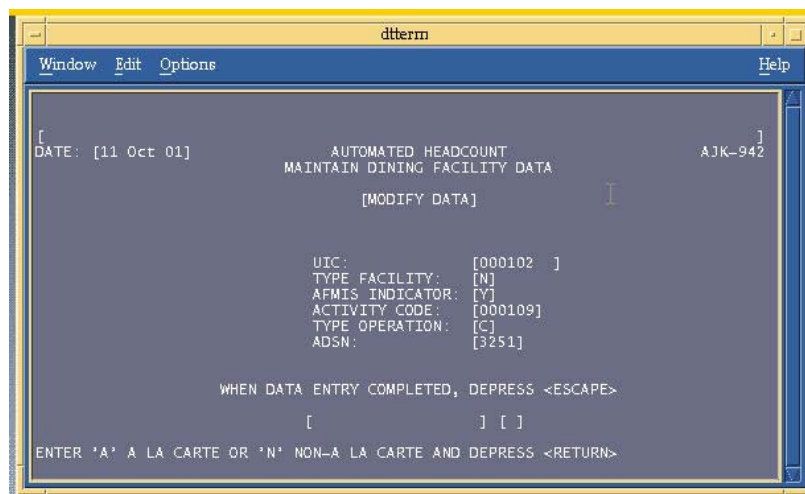 dtterm
Window Edit Options Help
[ ]
DATE: [11 Oct 01] AUTOMATED HEADCOUNT AJK-942
MAINTAIN DINING FACILITY DATA
[MODIFY DATA]
UIC: [000102 ]
TYPE FACILITY: [N]
AFMIS INDICATOR: [Y]
ACTIVITY CODE: [000109]
TYPE OPERATION: [C]
ADSN: [3251]
WHEN DATA ENTRY COMPLETED, DEPRESS <ESCAPE>
[ ] [ ]
ENTER 'A' A LA CARTE OR 'N' NON-A LA CARTE AND DEPRESS <RETURN>